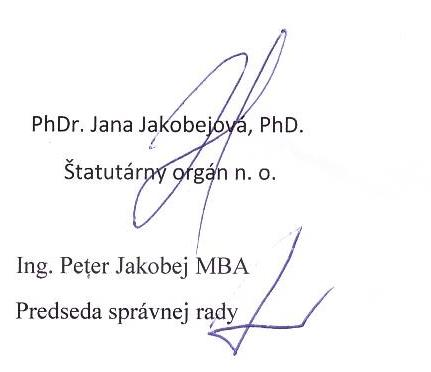 PhDr. Jana Jakobejová, PhD.
Štatutárny orgán n. o.
Ing. Peter Jakobej MBA
Predseda správnej rady